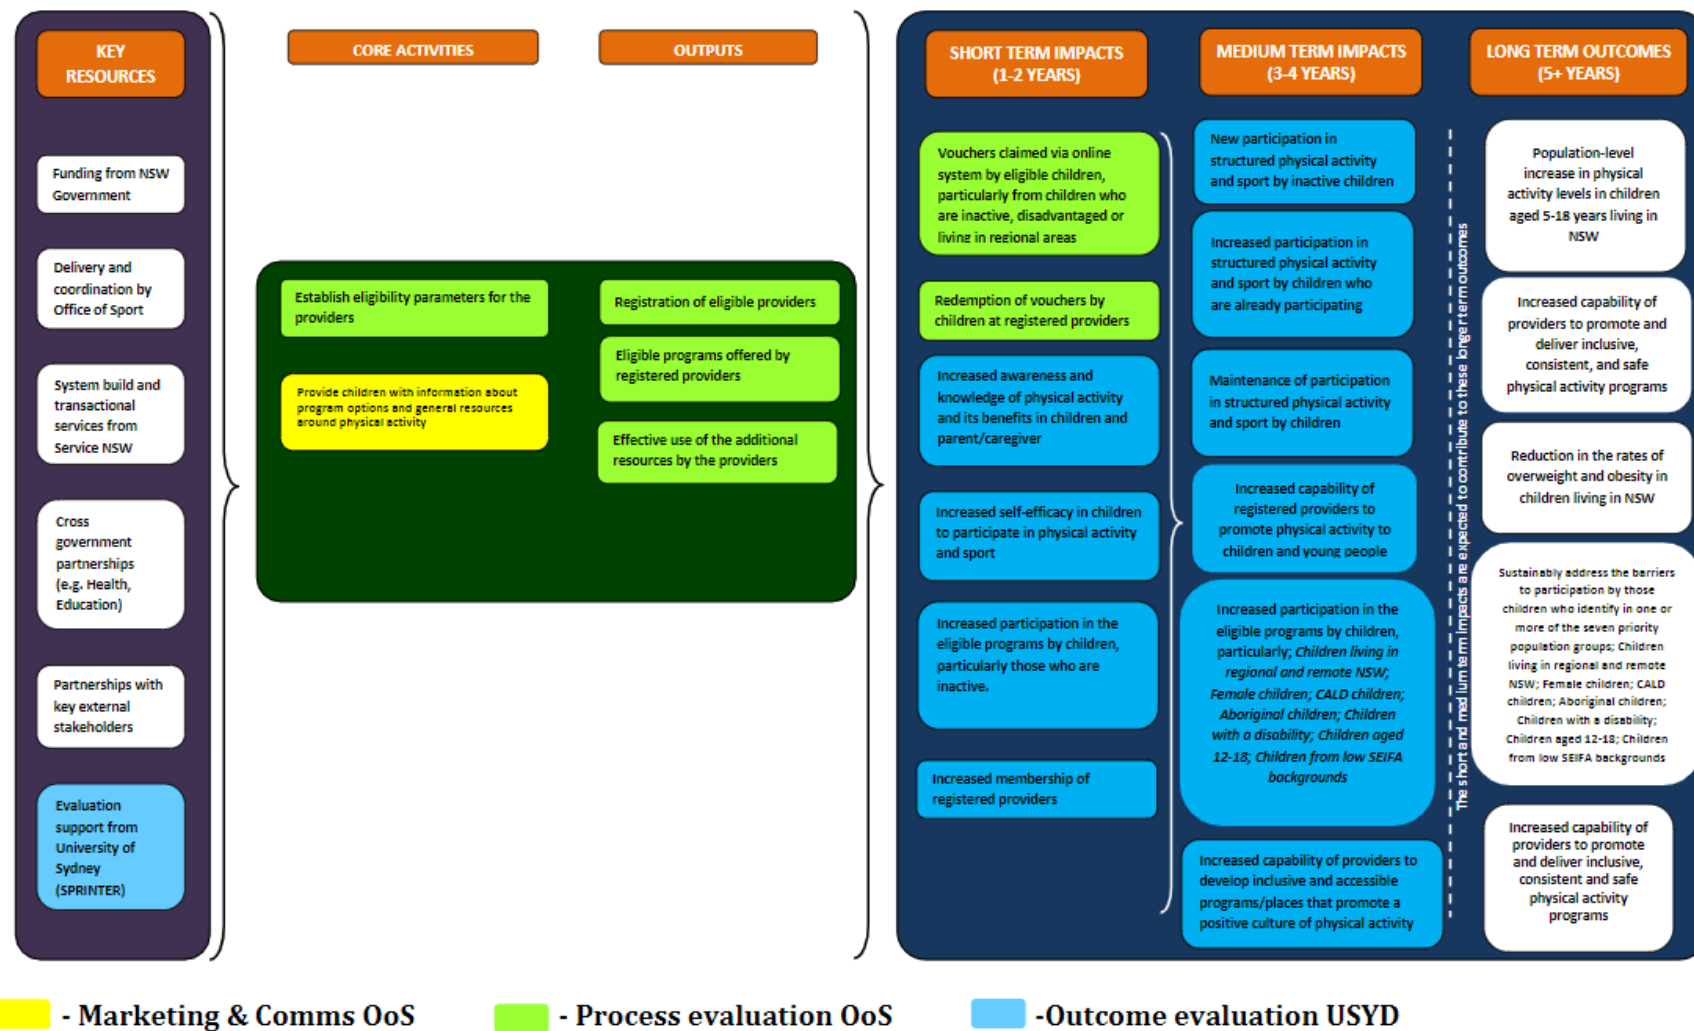 KEY
RESOURCES
Funding from NSW
Government
Delivery and
coordination by
Office of Sport
System build and
transactional
services from
Service NSW
Cross
government
partnerships
(e.g. Health,
Education)
Partnerships with
key external
stakeholders
Evaluation
support from
University of
Sydney
(SPRINTER)
CORE ACTIVITIES
Establish eligibility parameters for the
providers
Provide children with information about
program options and general resources
around physical activity
OUTPUTS
Registration of eligible providers
Eligible programs offered by
registered providers
Effective use of the additional
resources by the providers
SHORT TERM IMPACTS
(1-2 YEARS)
Vouchers claimed via online
system by eligible children,
particularly from children who
are inactive, disadvantaged or
living in regional areas
Redemption of vouchers by
children at registered providers
Increased awareness and
knowledge of physical activity
and its benefits in children and
parent/caregiver
Increased self-efficacy in children
to participate in physical activity
and sport
Increased participation in the
eligible programs by children,
particularly those who are
inactive.
Increased membership of
registered providers
MEDIUM TERM IMPACTS
(3-4 YEARS)
New participation in
structured physical activity
and sport by inactive children
Increased participation in
structured physical activity
and sport by children who
are already participating
Maintenance of participation
in structured physical activity
and sport by children
Increased capability of
registered providers to
promote physical activity to
children and young people
Increased participation in the
eligible programs by children,
particularly; Children living in
regional and remote NSW;
Female children; CALD children;
Aboriginal children; Children
with a disability; Children aged
12-18; Children from low SEIFA
backgrounds
Increased capability of providers to
develop inclusive and accessible
programs/places that promote a
positive culture of physical activity
The short and medium term impacts are expected to contribute to these longer term outcomes
LONG TERM OUTCOMES
(5+ YEARS)
Population-level
increase in physical
activity levels in children
aged 5-18 years living in
NSW
Increased capability of
providers to promote and
deliver inclusive,
consistent, and safe
physical activity programs
Reduction in the rates of
overweight and obesity in
children living in NSW
Sustainably address the barriers
to participation by those
children who identify in one or
more of the seven priority
population groups; Children
living in regional and remote
NSW; Female children; CALD
children; Aboriginal children;
Children with a disability;
Children aged 12-18; Children
from low SEIFA backgrounds
Increased capability of
providers to promote
and deliver inclusive,
consistent and safe
physical activity
programs
- Marketing & Comms OoS
- Process evaluation OoS
-Outcome evaluation USYD